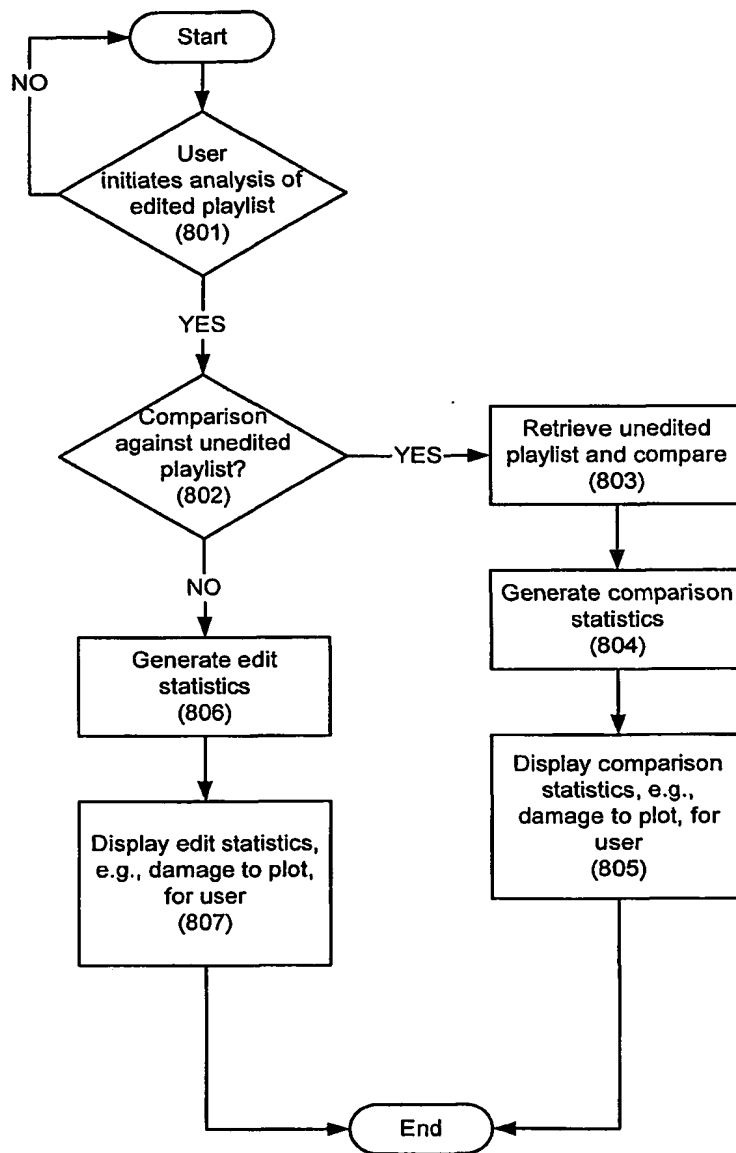 Start
NO
User
initiates analysis of
edited playlist
(801)
YES
Comparison
against unedited
playlist?
(802)
YES
Retrieve unedited
playlist and compare
(803)
NO
Generate comparison
statistics
(804)
Generate edit
statistics
(806)
Display comparison
statistics, e.g.,
damage to plot, for
user
(805)
Display edit statistics,
e.g., damage to plot,
for user
(807)
End